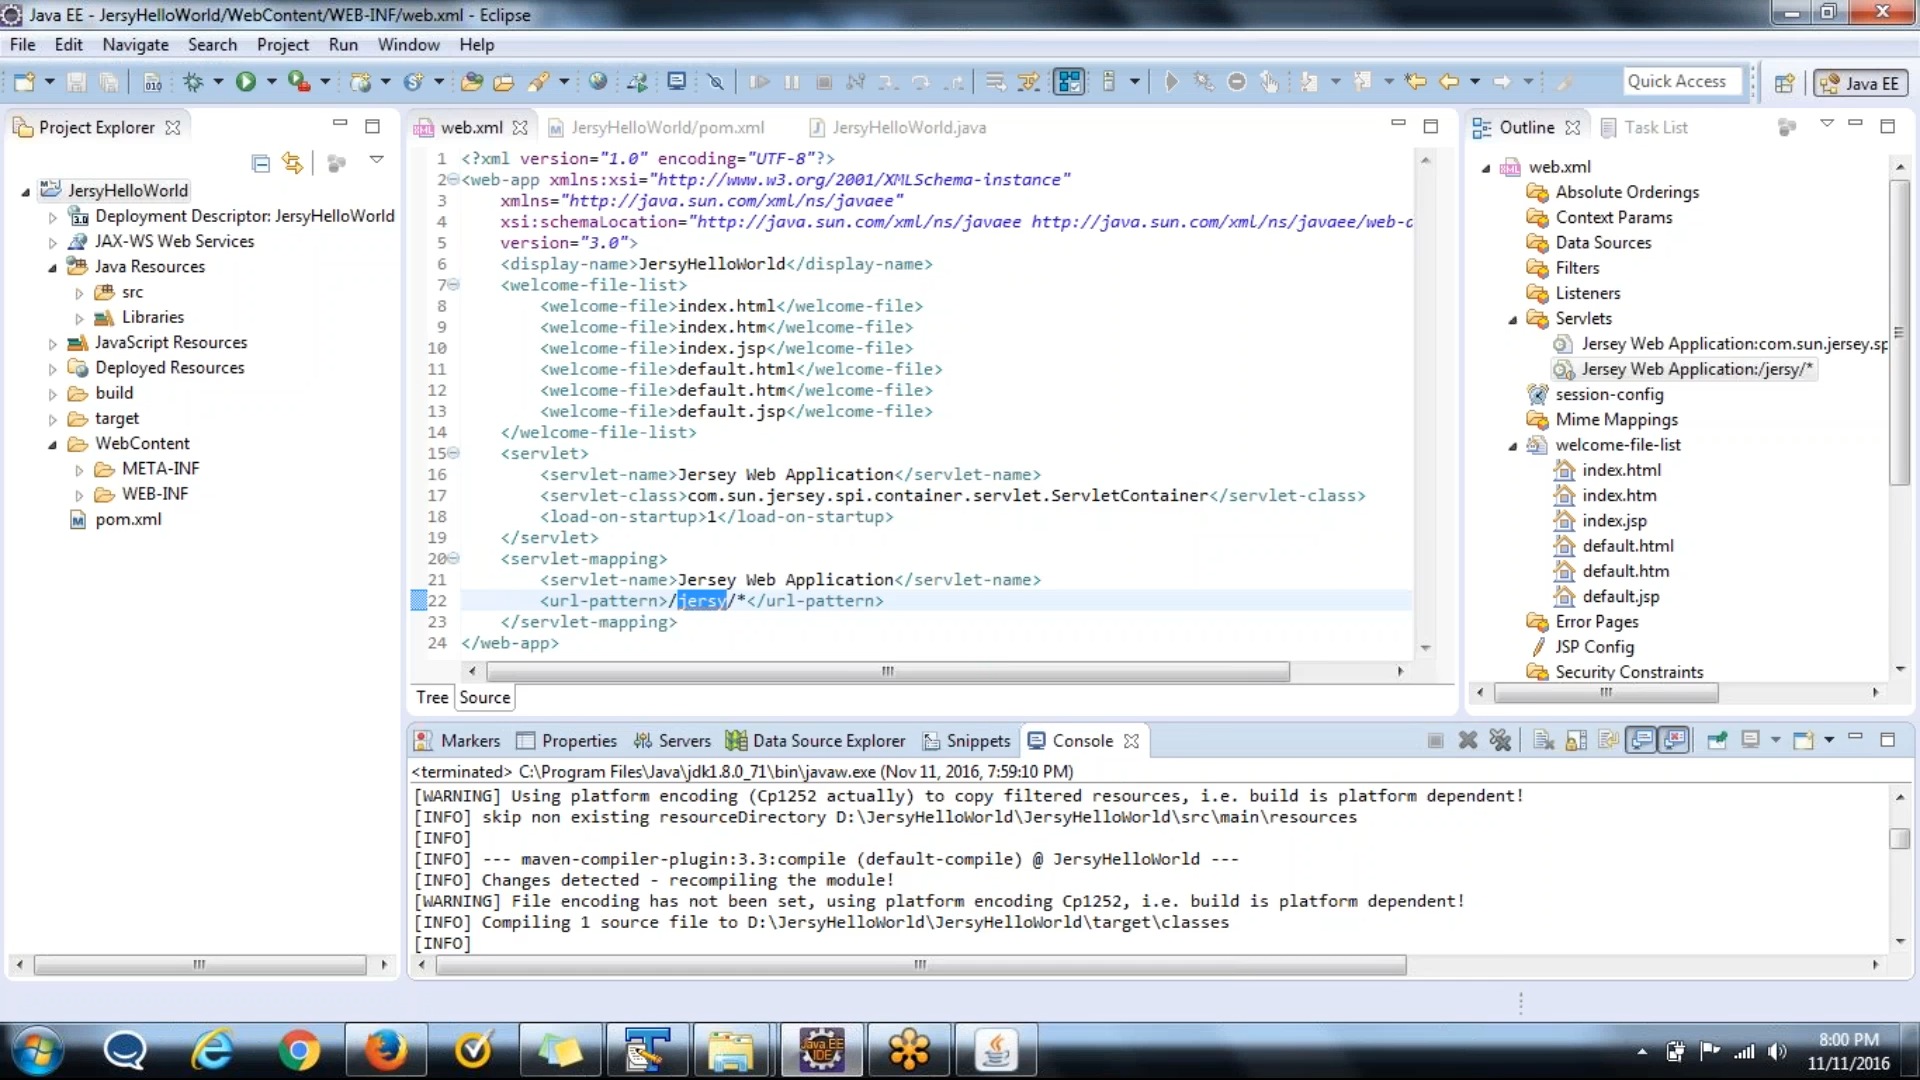 Java EE - JersyHelloWorld/WebContent/WEB-INF/web.xml - Eclipse
File Edit Navigate Search Project Run Window Help
Quick Access
Java EE
Project Explorer
JersyHelloWorld
Deployment Descriptor: JersyHelloWorld
JAX-WS Web Services
Java Resources
src
Libraries
JavaScript Resources
Deployed Resources
build
target
WebContent
META-INF
WEB-INF
pom.xml
web.xml JersyHelloWorld/pom.xml JersyHelloWorld.java
1 <?xml version="1.0" encoding="UTF-8"?>
2 <web-app xmlns:xsi="http://www.w3.org/2001/XMLSchema-instance"
3 xmlns="http://java.sun.com/xml/ns/javaee"
4 xsi:schemaLocation="http://java.sun.com/xml/ns/javaee http://java.sun.com/xml/ns/javaee/web-
5 version="3.0">
6 <display-name>JersyHelloWorld</display-name>
7 <welcome-file-list>
8 <welcome-file>index.html</welcome-file>
9 <welcome-file>index.htm</welcome-file>
10 <welcome-file>index.jsp</welcome-file>
11 <welcome-file>default.html</welcome-file>
12 <welcome-file>default.htm</welcome-file>
13 <welcome-file>default.jsp</welcome-file>
14 </welcome-file-list>
15 <servlet>
16 <servlet-name>Jersey Web Application</servlet-name>
17 <servlet-class>com.sun.jersey.spi.container.servlet.ServletContainer</servlet-class>
18 <load-on-startup>1</load-on-startup>
19 </servlet>
20 <servlet-mapping>
21 <servlet-name>Jersey Web Application</servlet-name>
22 <url-pattern>/jersy/*</url-pattern>
23 </servlet-mapping>
24 </web-app>
Tree Source
Outline Task List
web.xml
Absolute Orderings
Context Params
Data Sources
Filters
Listeners
Servlets
Jersey Web Application:com.sun.jersey.sp
Jersey Web Application:/jersy/*
session-config
Mime Mappings
welcome-file-list
index.html
index.htm
index.jsp
default.html
default.htm
default.jsp
Error Pages
JSP Config
Security Constraints
Markers Properties Servers Data Source Explorer Snippets Console
<terminated> C:\Program Files\Java\jdk1.8.0_71\bin\javaw.exe (Nov 11, 2016, 7:59:10 PM)
[WARNING] Using platform encoding (Cp1252 actually) to copy filtered resources, i.e. build is platform dependent!
[INFO] skip non existing resourceDirectory D:\JersyHelloWorld\JersyHelloWorld\src\main\resources
[INFO]
[INFO] --- maven-compiler-plugin:3.3:compile (default-compile) @ JersyHelloWorld ---
[INFO] Changes detected - recompiling the module!
[WARNING] File encoding has not been set, using platform encoding Cp1252, i.e. build is platform dependent!
[INFO] Compiling 1 source file to D:\JersyHelloWorld\JersyHelloWorld\target\classes
[INFO]
Java EE
IDE
8:00 PM
11/11/2016